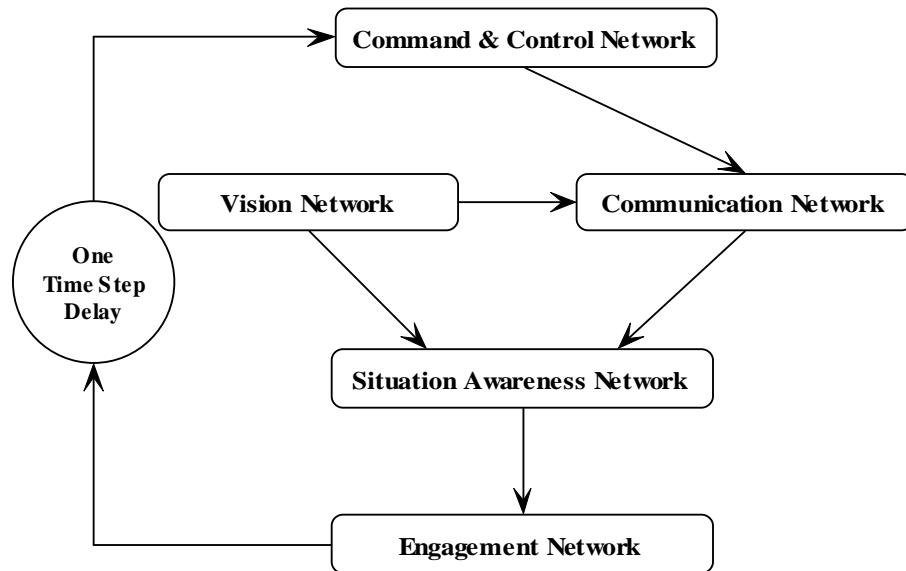 Command & Control Network
Vision Network
Communication Network
One
Time Step
Delay
Situation Awareness Network
Engagement Network